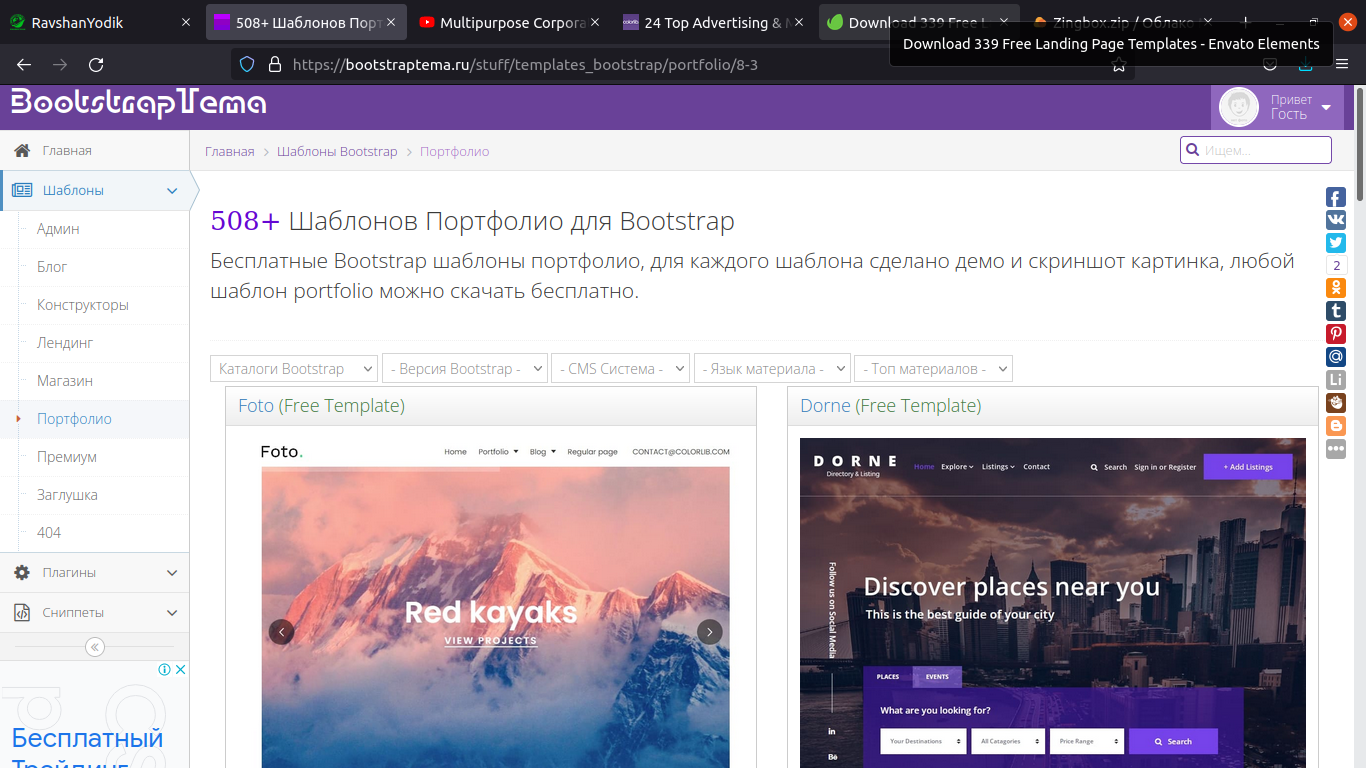 RavshanYodik
508+ Шаблонов Порт
Multipurpose Corpora
24 Top Advertising & M
Download 339 Free L
Zingbox.zip / Облако
Download 339 Free Landing Page Templates - Envato Elements
https://bootstraptema.ru/stuff/templates_bootstrap/portfolio/8-3
BootstrapTema
Привет
Гость
Главная
Шаблоны
Админ
Блог
Конструкторы
Лендинг
Магазин
Портфолио
Премиум
Заглушка
404
Плагины
Сниппеты
Бесплатный
Трейдинг
Главная > Шаблоны Bootstrap > Портфолио
Ищем...
508+ Шаблонов Портфолио для Bootstrap
Бесплатные Bootstrap шаблоны портфолио, для каждого шаблона сделано демо и скриншот картинка, любой
шаблон portfolio можно скачать бесплатно.
Каталоги Bootstrap
- Версия Bootstrap -
- CMS Система -
- Язык материала -
- Топ материалов -
Foto (Free Template)
Foto.
Home
Portfolio
Blog
Regular page
CONTACT@COLORLIB.COM
Red kayaks
VIEW PROJECTS
Dorne (Free Template)
DORNE
Directory & Listing
Home
Explore
Listings
Contact
Search
Sign in or Register
+ Add Listings
Follow us on Social Media
in
Bē
Discover places near you
This is the best guide of your city
PLACES
EVENTS
What are you looking for?
Your Destinations
All Catagories
Price Range
Search
2
Li